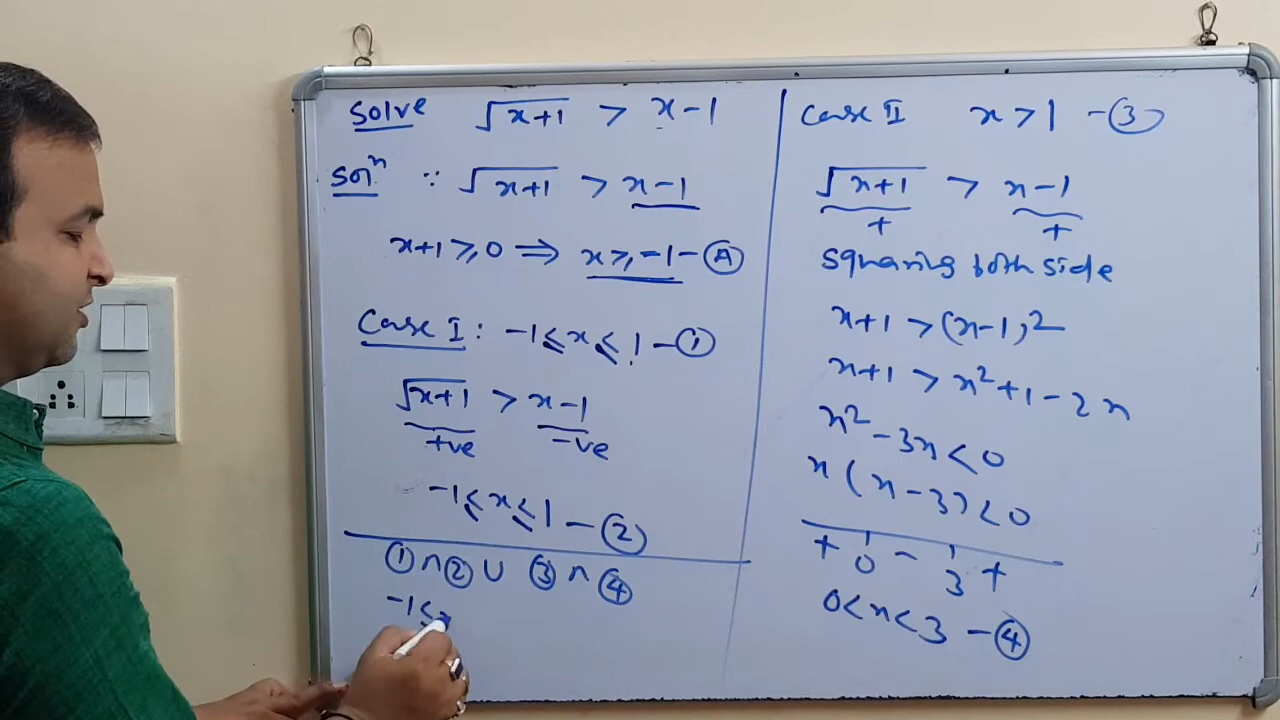 Solve √x+1 > x-1
Solⁿ ∵ √x+1 > x-1
x+1 ≥ 0 ⇒ x ≥ -1 - Ⓐ
Case I : -1 ≤ x ≤ 1 - ①
√x+1 > x-1
+ve -ve
-1 ≤ x ≤ 1 - ②
① ∩ ② ∪ ③ ∩ ④
-1 ≤ x
Case II x > 1 - ③
√x+1 > x-1
+ +
squaring both side
x+1 > (x-1)²
x+1 > x²+1-2x
x²-3x < 0
x(x-3) < 0
+ 0 - 3 +
0 < x < 3 - ④